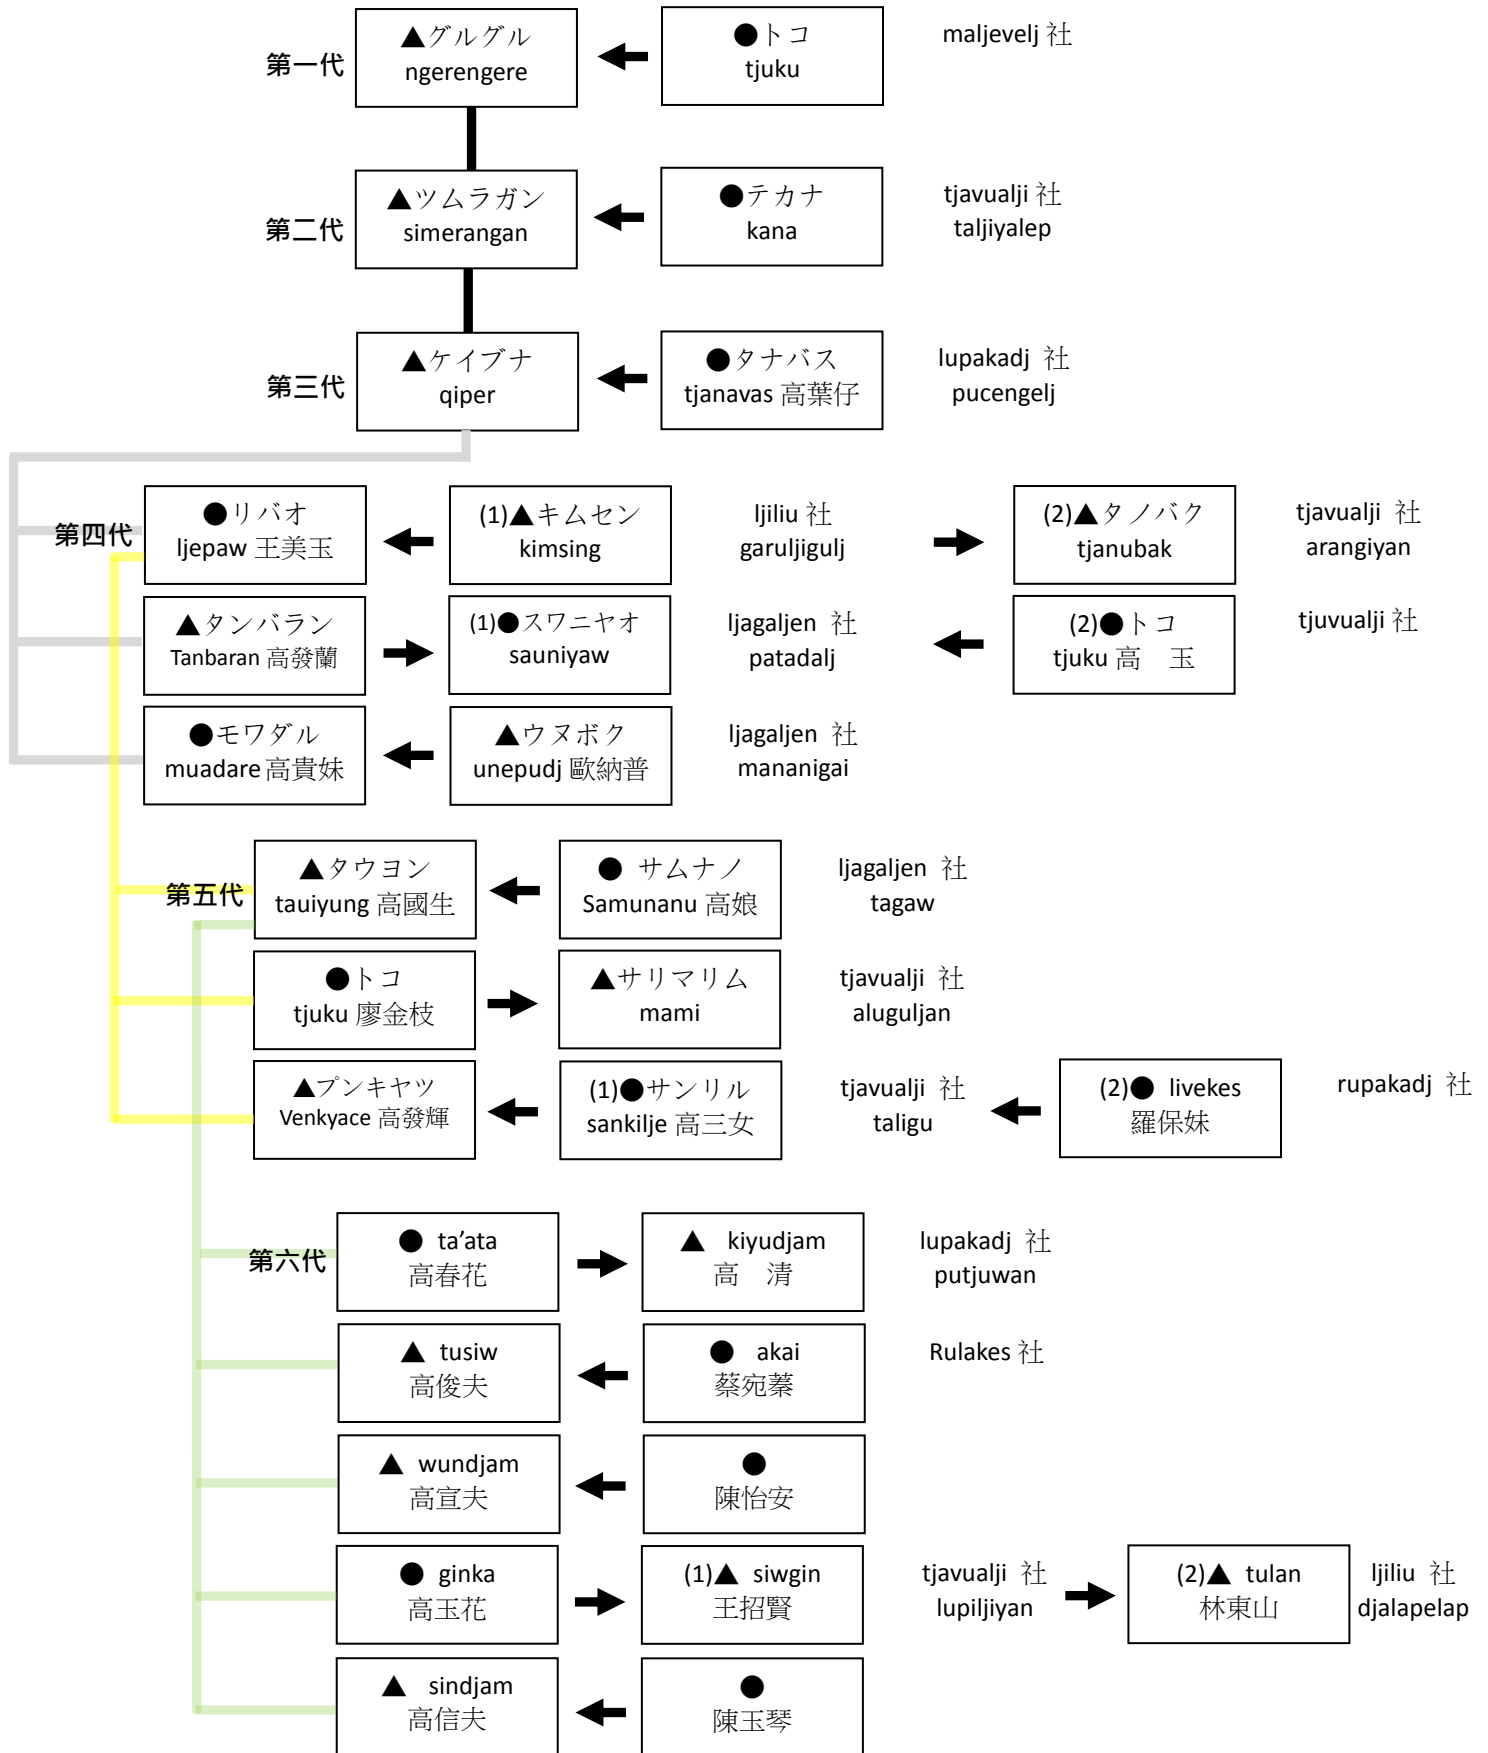 第一代
▲グルグル
ngerengere
●トコ
tjuku
maljevelj 社
第二代
▲ツムラガン
simerangan
●テカナ
kana
tjavualji 社
taljiyalep
第三代
▲ケイブナ
qiper
●タナバス
tjanavas 高葉仔
lupakadj 社
pucengelj
第四代
●リバオ
ljepaw 王美玉
(1)▲キムセン
kimsing
ljiliu 社
garuljigulj
(2)▲タノバク
tjanubak
tjavualji 社
arangiyan
▲タンバラン
Tanbaran 高發蘭
(1)●スワニヤオ
sauniyaw
ljagaljen 社
patadalj
(2)●トコ
tjuku 高　玉
tjuvualji 社
●モワダル
muadare 高貴妹
▲ウヌボク
unepudj 歐納普
ljagaljen 社
mananigai
第五代
▲タウヨン
tauiyung 高國生
● サムナノ
Samunanu 高娘
ljagaljen 社
tagaw
●トコ
tjuku 廖金枝
▲サリマリム
mami
tjavualji 社
aluguljan
▲プンキヤツ
Venkyace 高發輝
(1)●サンリル
sankilje 高三女
tjavualji 社
taligu
(2)● livekes
羅保妹
rupakadj 社
第六代
● ta’ata
高春花
▲ kiyudjam
高　清
lupakadj 社
putjuwan
▲ tusiw
高俊夫
● akai
蔡宛蓁
Rulakes 社
▲ wundjam
高宣夫
●
陳怡安
● ginka
高玉花
(1)▲ siwgin
王招賢
tjavualji 社
lupiljiyan
(2)▲ tulan
林東山
ljiliu 社
djalapelap
▲ sindjam
高信夫
●
陳玉琴